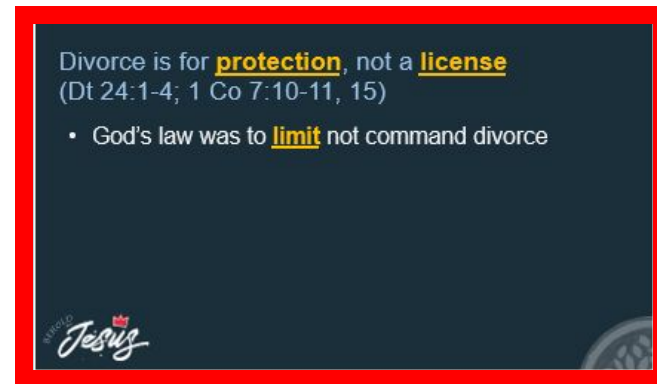 Divorce is for protection, not a license
(Dt 24:1-4; 1 Co 7:10-11, 15)
• God's law was to limit not command divorce
BEHOLD
Jesus